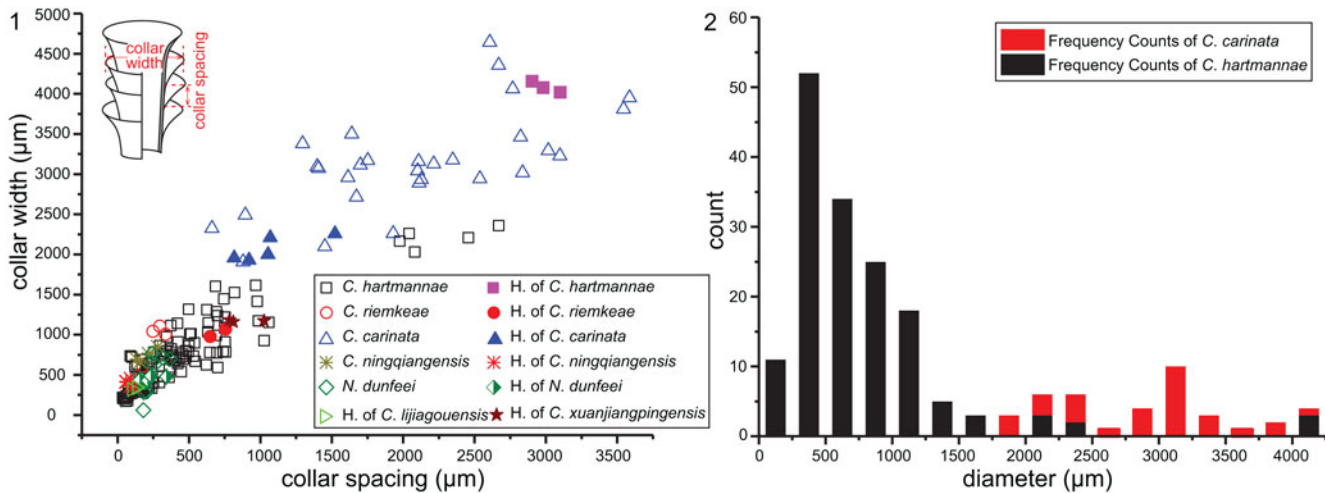 1
collar width
collar spacing
collar width (µm)
5000
4500
4000
3500
3000
2500
2000
1500
1000
500
0
C. hartmannae
H. of C. hartmannae
C. riemkeae
H. of C. riemkeae
C. carinata
H. of C. carinata
C. ningqiangensis
H. of C. ningqiangensis
N. dunfeei
H. of N. dunfeei
H. of C. lijiagouensis
H. of C. xuanjiangpingensis
0 500 1000 1500 2000 2500 3000 3500
collar spacing (µm)
2
Frequency Counts of C. carinata
Frequency Counts of C. hartmannae
count
60
50
40
30
20
10
0
0 500 1000 1500 2000 2500 3000 3500 4000
diameter (µm)